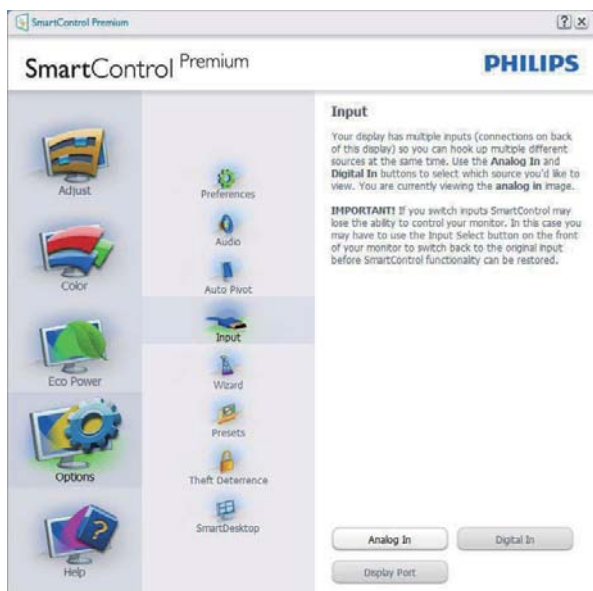 SmartControl Premium
SmartControl Premium
PHILIPS
Adjust
Color
Eco Power
Options
Help
Preferences
Audio
Auto Pivot
Input
Wizard
Presets
Theft Deterrence
SmartDesktop
Input
Your display has multiple inputs (connections on back
of this display) so you can hook up multiple different
sources at the same time. Use the Analog In and
Digital In buttons to select which source you'd like to
view. You are currently viewing the analog in image.
IMPORTANT! If you switch inputs SmartControl may
lose the ability to control your monitor. In this case you
may have to use the Input Select button on the front
of your monitor to switch back to the original input
before SmartControl functionality can be restored.
Analog In
Digital In
Display Port